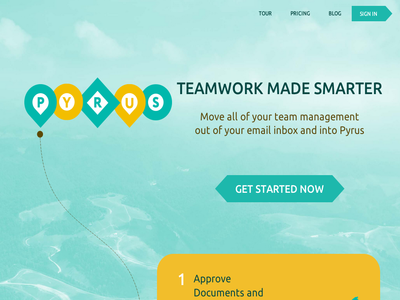 TOUR PRICING BLOG SIGN IN
PYRUS
TEAMWORK MADE SMARTER
Move all of your team management
out of your email inbox and into Pyrus
GET STARTED NOW
1 Approve
Documents and